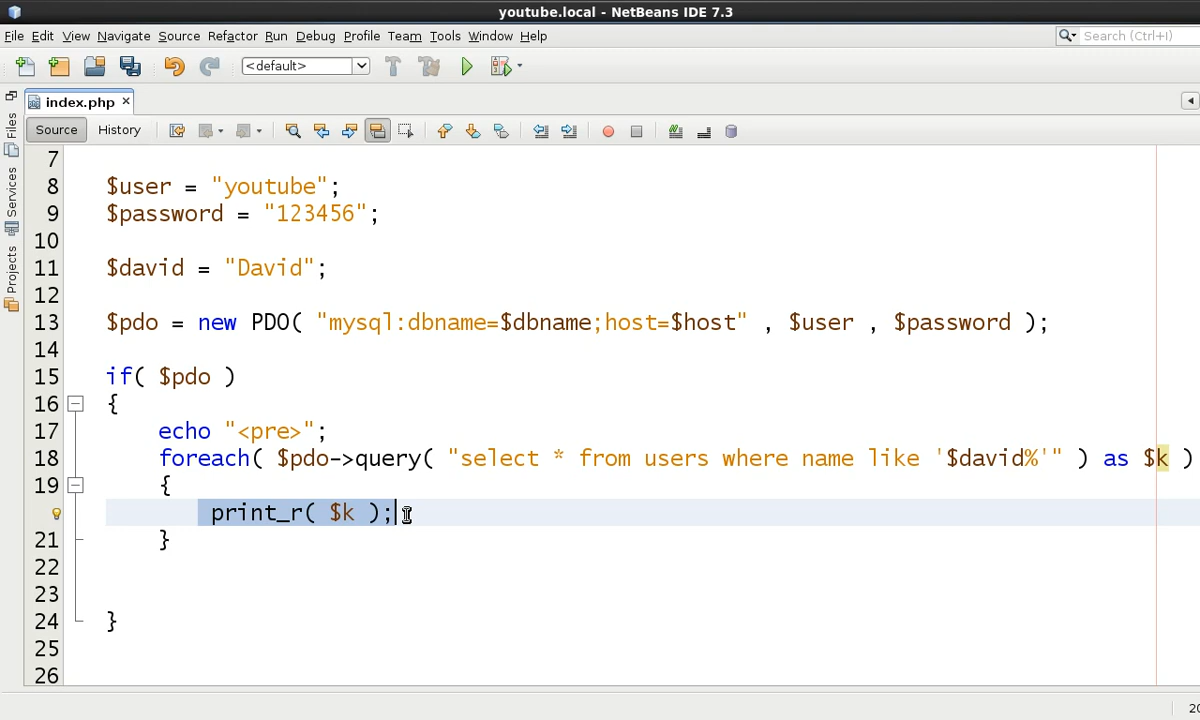 youtube.local - NetBeans IDE 7.3
File Edit View Navigate Source Refactor Run Debug Profile Team Tools Window Help
Search (Ctrl+I)
<default>
index.php ×
Source History
Files
Services
Projects
7
8 $user = "youtube";
9 $password = "123456";
10
11 $david = "David";
12
13 $pdo = new PDO( "mysql:dbname=$dbname;host=$host" , $user , $password );
14
15 if( $pdo )
16 {
17 echo "<pre>";
18 foreach( $pdo->query( "select * from users where name like '$david%'" ) as $k )
19 {
print_r( $k );
21 }
22
23
24 }
25
26
20